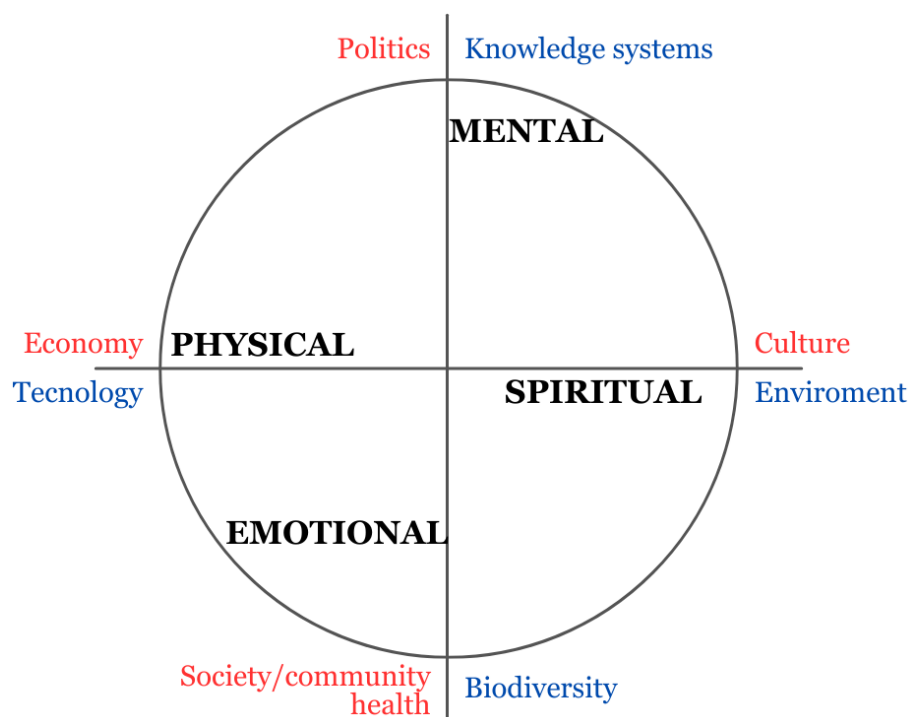 Politics
Knowledge systems
MENTAL
Economy
PHYSICAL
Culture
Tecnology
SPIRITUAL
Enviroment
EMOTIONAL
Society/community
health
Biodiversity